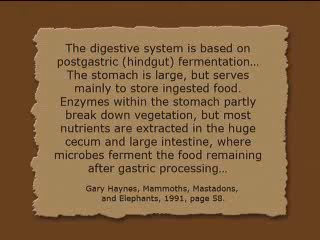 The digestive system is based on
postgastric (hindgut) fermentation...
The stomach is large, but serves
mainly to store ingested food.
Enzymes within the stomach partly
break down vegetation, but most
nutrients are extracted in the huge
cecum and large intestine, where
microbes ferment the food remaining
after gastric processing...
Gary Haynes, Mammoths, Mastadons,
and Elephants, 1991, page 58.